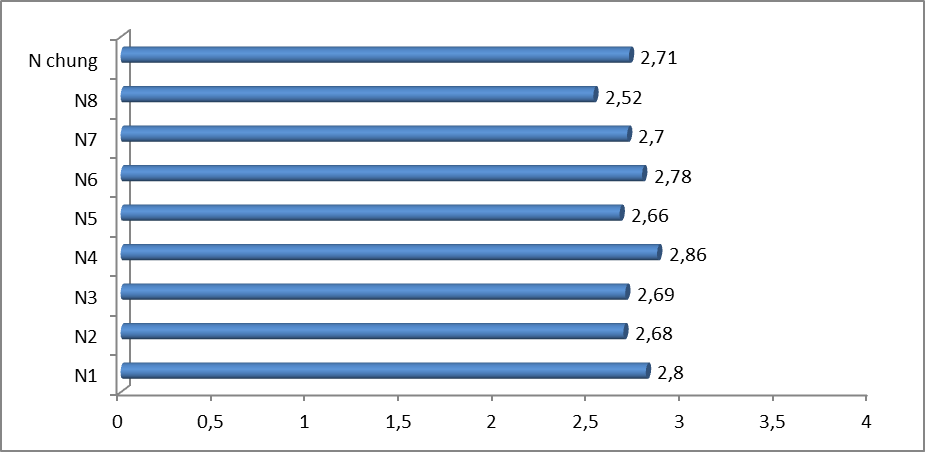 N chung 2,71
N8 2,52
N7 2,7
N6 2,78
N5 2,66
N4 2,86
N3 2,69
N2 2,68
N1 2,8
0 0,5 1 1,5 2 2,5 3 3,5 4